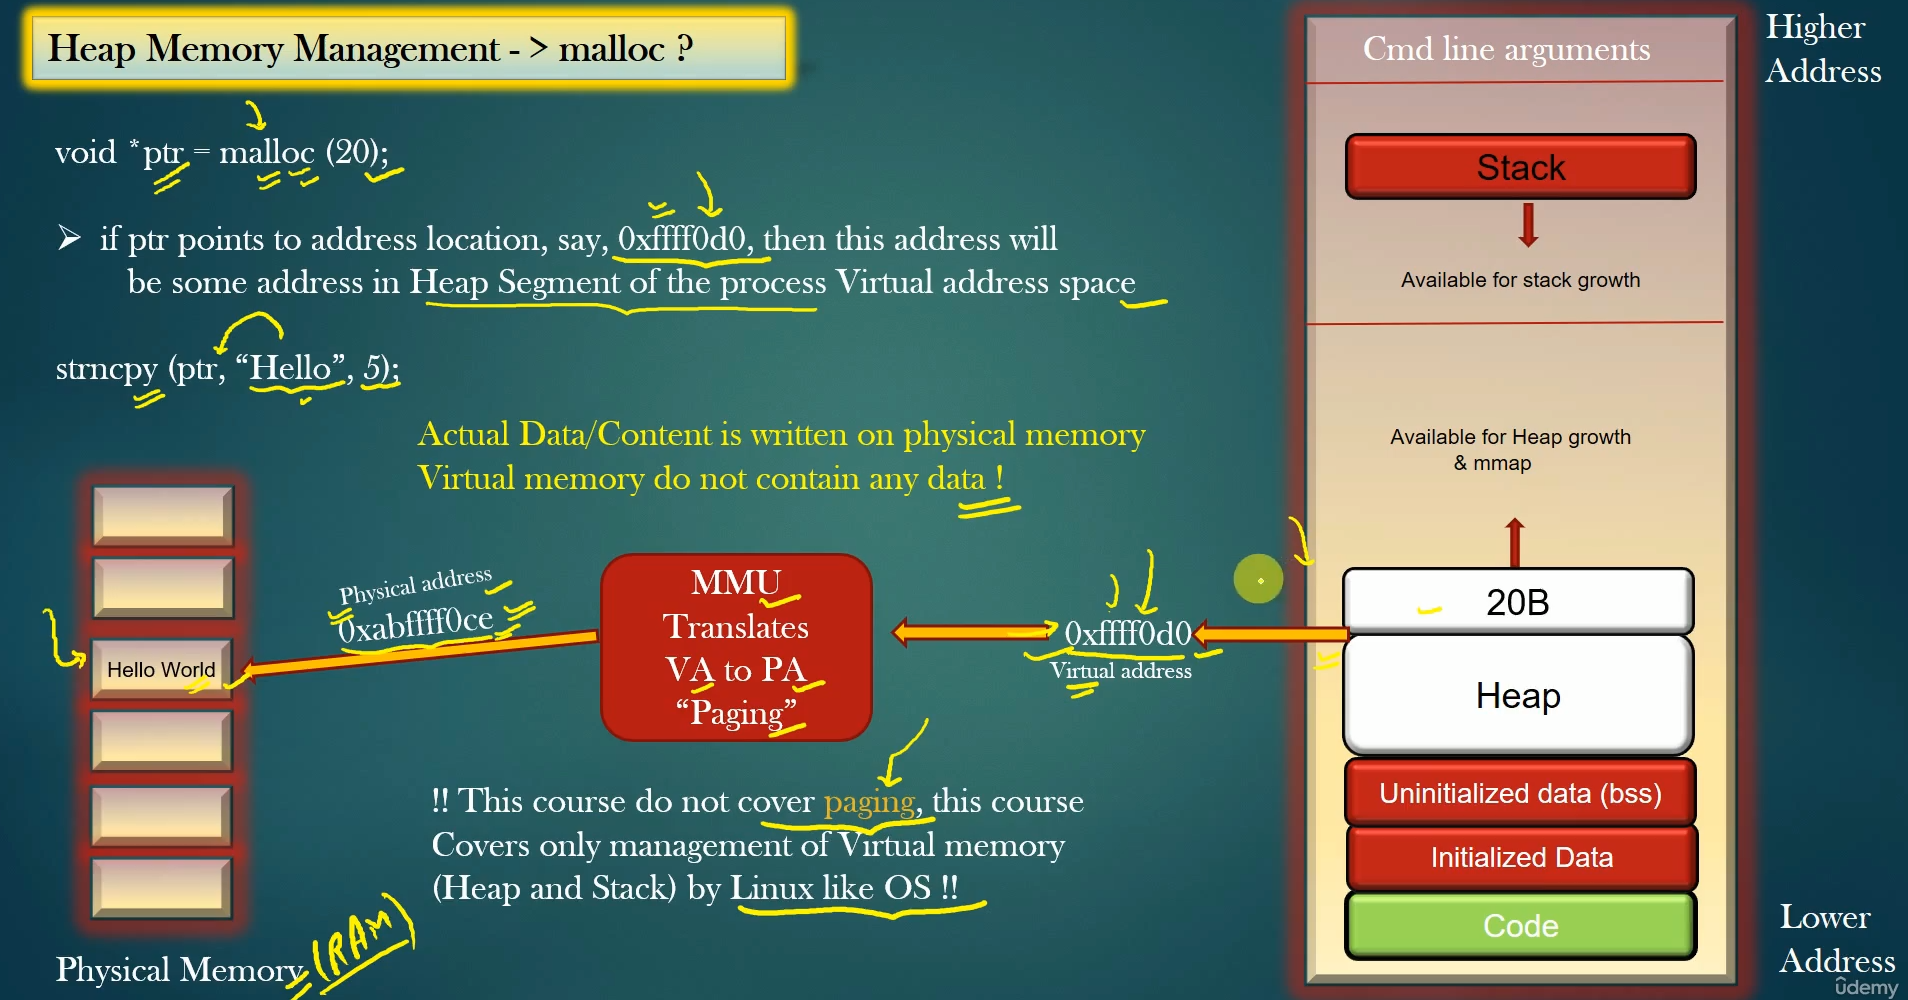 Heap Memory Management - > malloc ?
void *ptr = malloc (20);
➢ if ptr points to address location, say, 0xffff0d0, then this address will
be some address in Heap Segment of the process Virtual address space
strncpy (ptr, “Hello”, 5);
Actual Data/Content is written on physical memory
Virtual memory do not contain any data !
Physical address
0xabffff0ce
Hello World
MMU
Translates
VA to PA
“Paging”
0xffff0d0
Virtual address
!! This course do not cover paging, this course
Covers only management of Virtual memory
(Heap and Stack) by Linux like OS !!
Physical Memory (RAM)
Cmd line arguments
Stack
Available for stack growth
Available for Heap growth
& mmap
20B
Heap
Uninitialized data (bss)
Initialized Data
Code
Higher
Address
Lower
Address
ûdemy